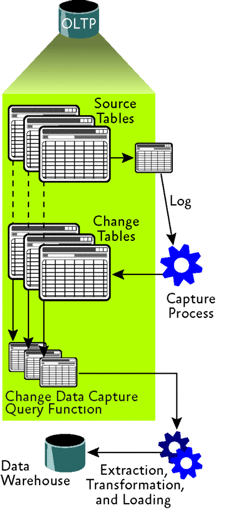 OLTP
Source
Tables
Log
Change
Tables
Capture
Process
Change Data Capture
Query Function
Data
Warehouse
Extraction,
Transformation,
and Loading